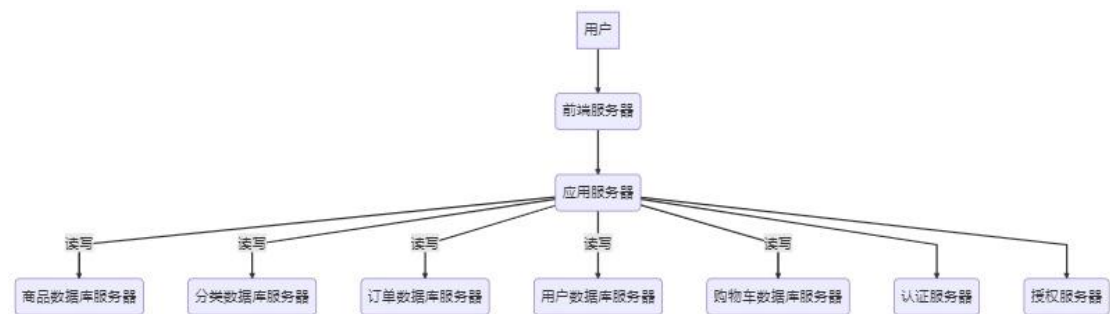 用户
前端服务器
应用服务器
读写
读写
读写
读写
读写
商品数据库服务器
分类数据库服务器
订单数据库服务器
用户数据库服务器
购物车数据库服务器
认证服务器
授权服务器